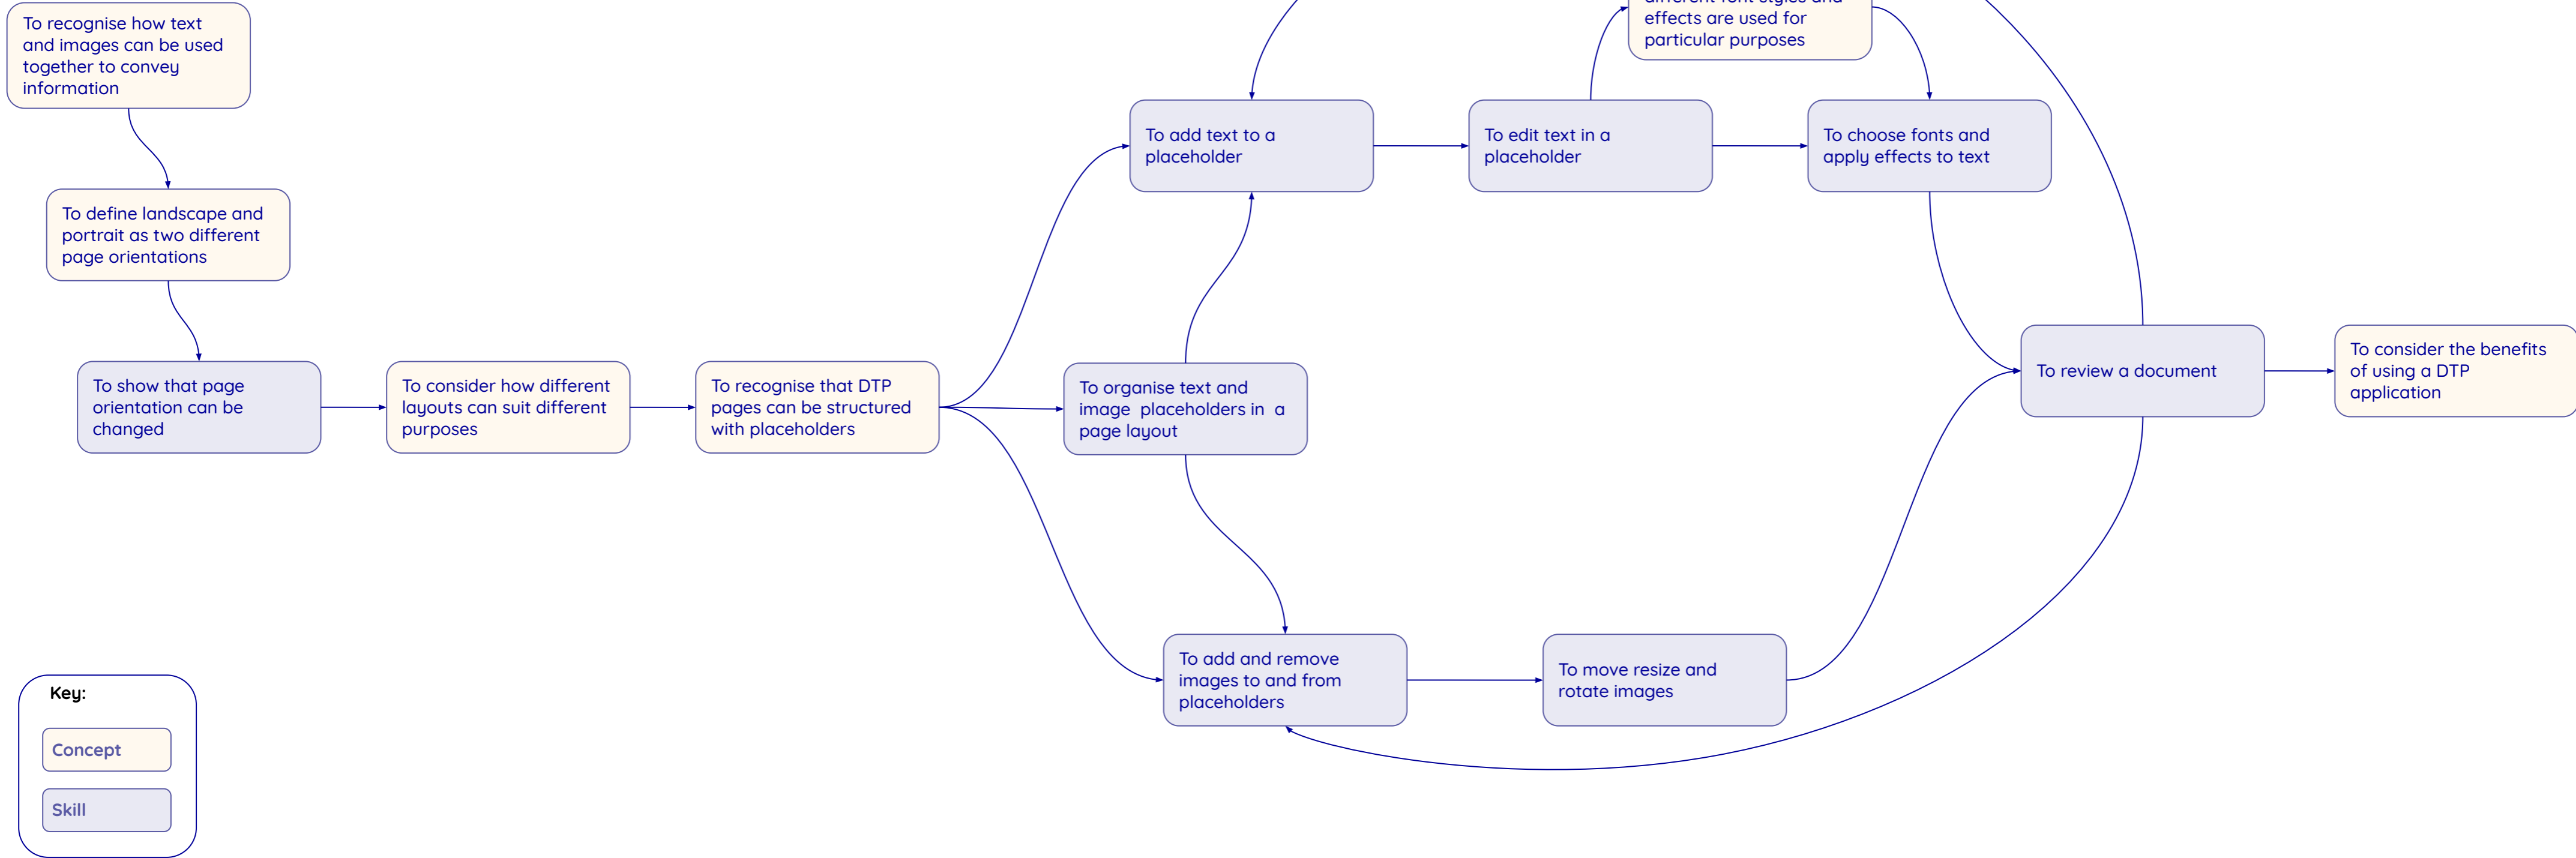 To recognise how text
and images can be used
together to convey
information
To define landscape and
portrait as two different
page orientations
To show that page
orientation can be
changed
To consider how different
layouts can suit different
purposes
To recognise that DTP
pages can be structured
with placeholders
To add text to a
placeholder
To edit text in a
placeholder
different font styles and
effects are used for
particular purposes
To choose fonts and
apply effects to text
To organise text and
image  placeholders in  a
page layout
To add and remove
images to and from
placeholders
To move resize and
rotate images
To review a document
To consider the benefits
of using a DTP
application
Key:
Concept
Skill